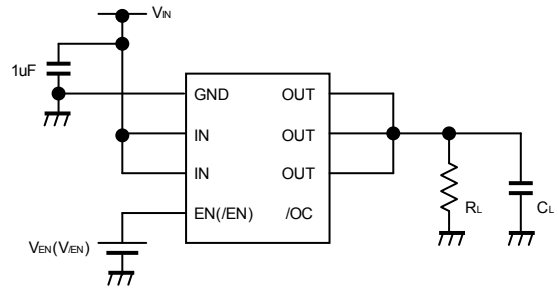 VIN
1uF
GND OUT
IN OUT
IN OUT
EN(/EN) /OC
VEN(V/EN)
RL
CL